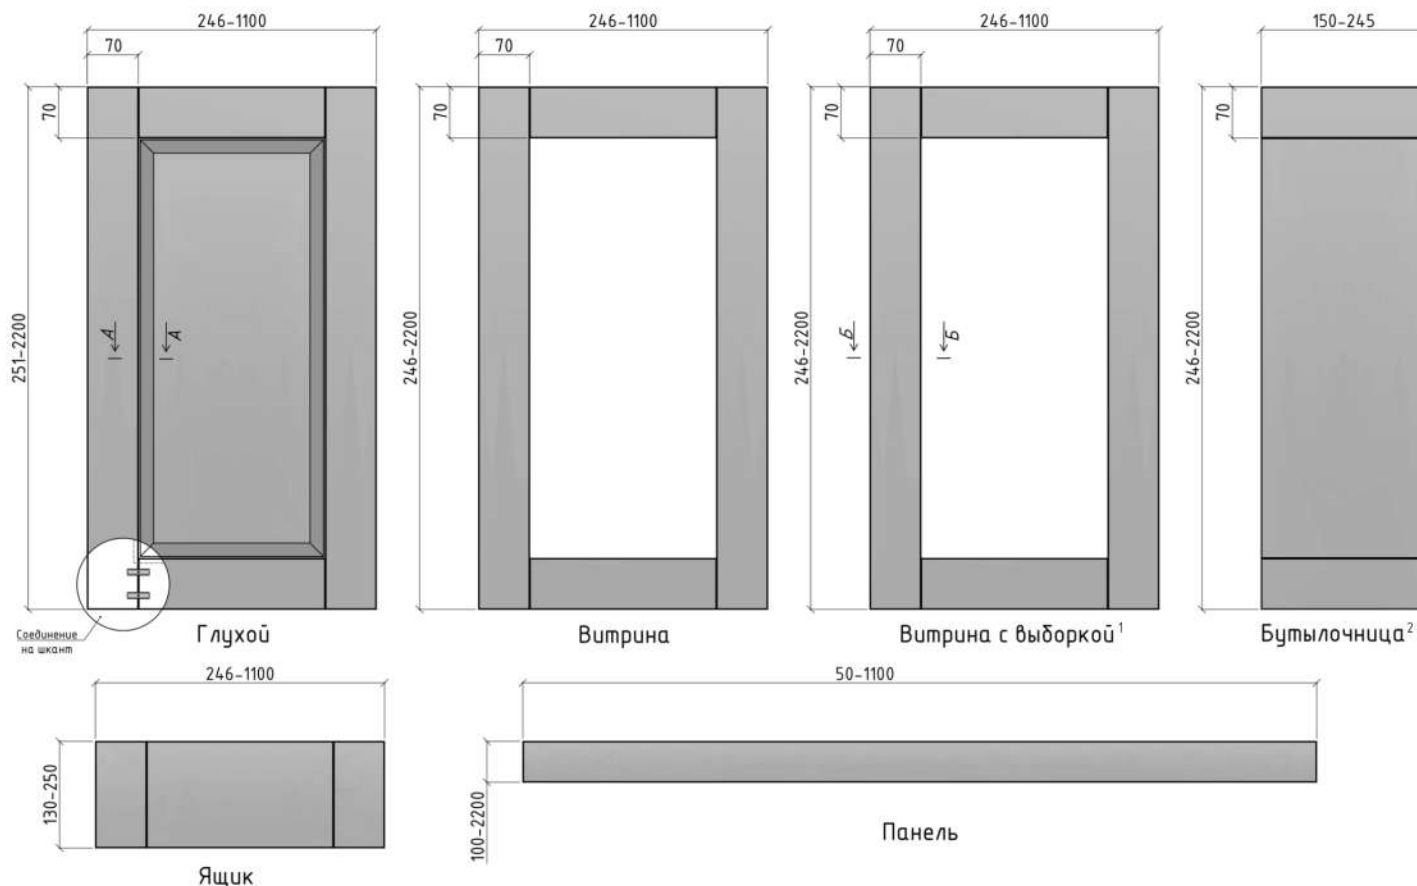 246-1100
246-1100
246-1100
150-245
70
70
70
70
70
70
70
251-2200
246-2200
246-2200
246-2200
А
А
Б
Б
Соединение
на шкант
Глухой
Витрина
Витрина с выборкой¹
Бутылочница²
246-1100
50-1100
130-250
100-2200
Ящик
Панель